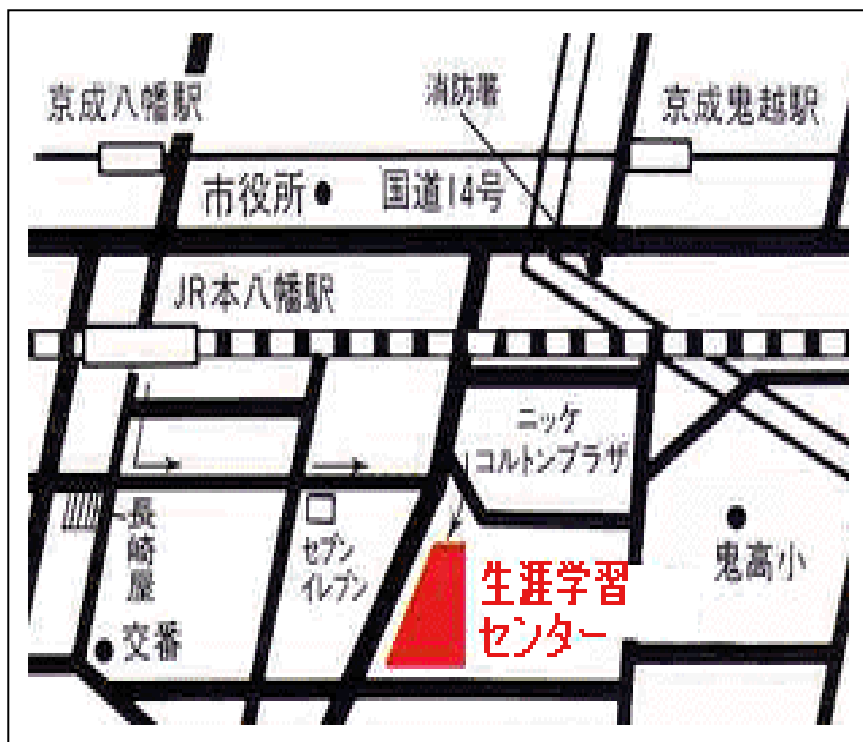 京成八幡駅
消防署
京成鬼越駅
市役所
国道14号
JR本八幡駅
ニッケ
コルトンプラザ
長崎屋
セブン
イレブン
鬼高小
生涯学習
センター
交番